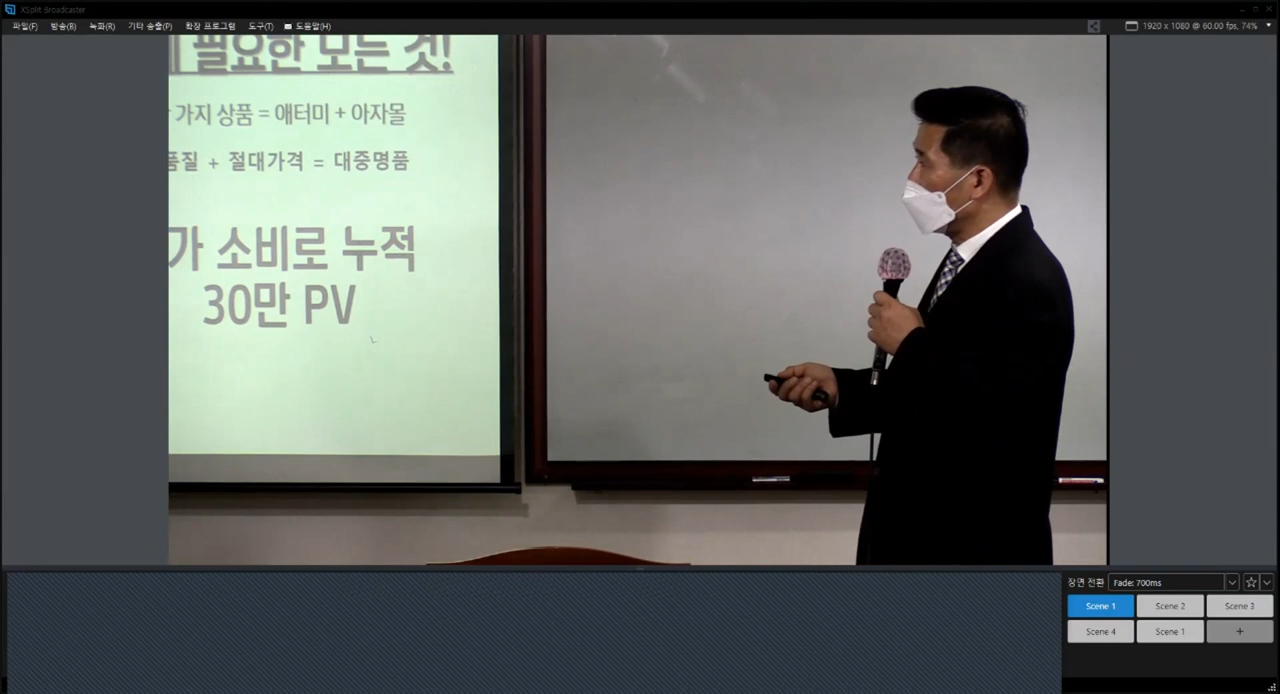 XSplit Broadcaster
파일(F) 방송(B) 녹화(R) 기타 송출(P) 확장 프로그램 도구(T) 도움말(H)
1920 x 1080 @ 60.00 fps, 74%
필요한 모든 것!
가지 상품 = 애터미 + 아자몰
품질 + 절대가격 = 대중명품
가 소비로 누적
30만 PV
장면 전환 Fade: 700ms
Scene 1 Scene 2 Scene 3
Scene 4 Scene 1 +